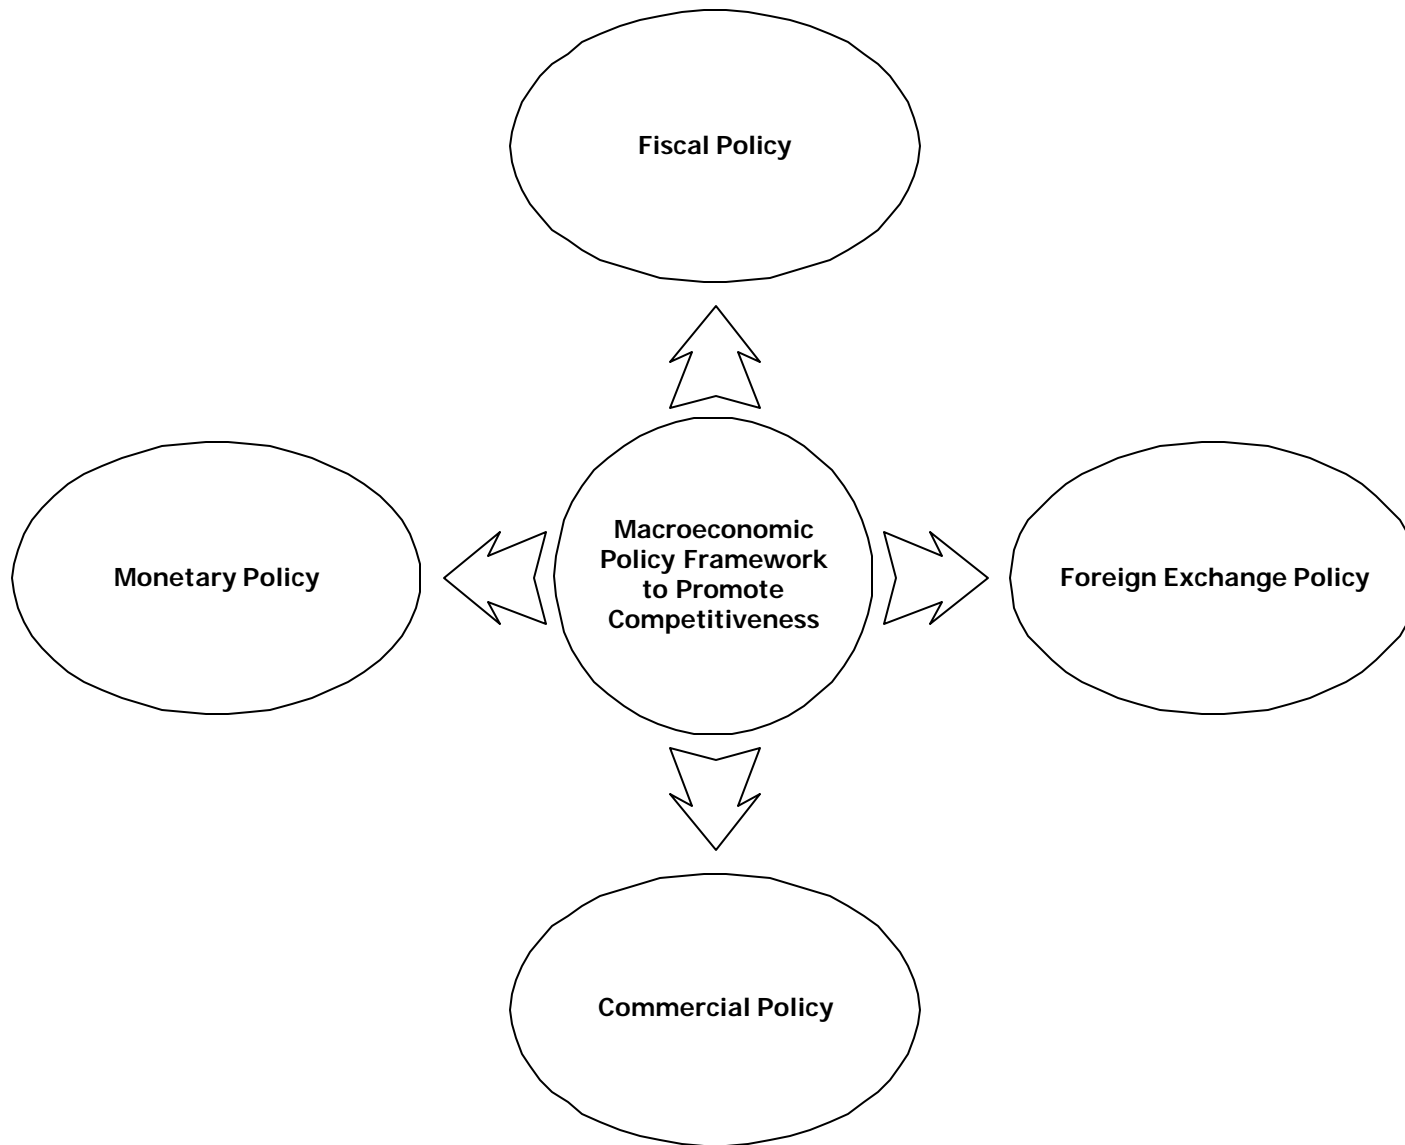 Fiscal Policy
Monetary Policy
Macroeconomic
Policy Framework
to Promote
Competitiveness
Foreign Exchange Policy
Commercial Policy